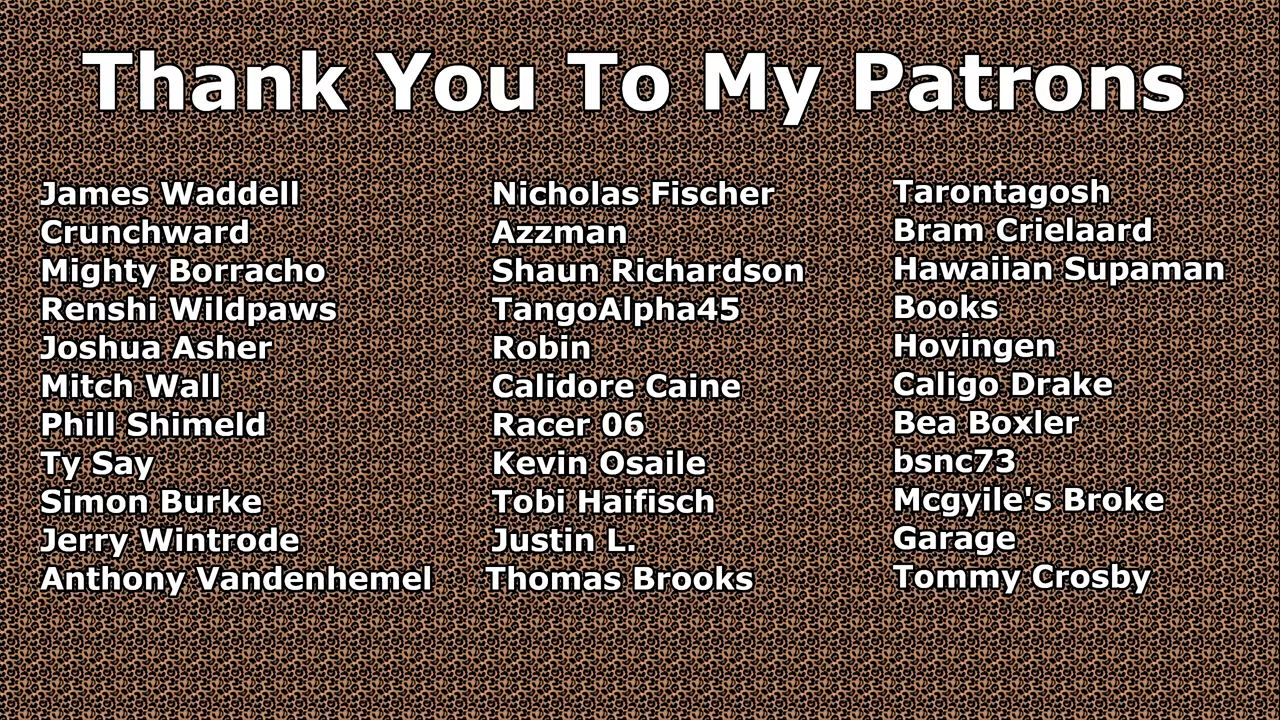 Thank You To My Patrons
James Waddell
Crunchward
Mighty Borracho
Renshi Wildpaws
Joshua Asher
Mitch Wall
Phill Shimeld
Ty Say
Simon Burke
Jerry Wintrode
Anthony Vandenhemel
Nicholas Fischer
Azzman
Shaun Richardson
TangoAlpha45
Robin
Calidore Caine
Racer 06
Kevin Osaile
Tobi Haifisch
Justin L.
Thomas Brooks
Tarontagosh
Bram Crielaard
Hawaiian Supaman
Books
Hovingen
Caligo Drake
Bea Boxler
bsnc73
Mcgyile's Broke
Garage
Tommy Crosby